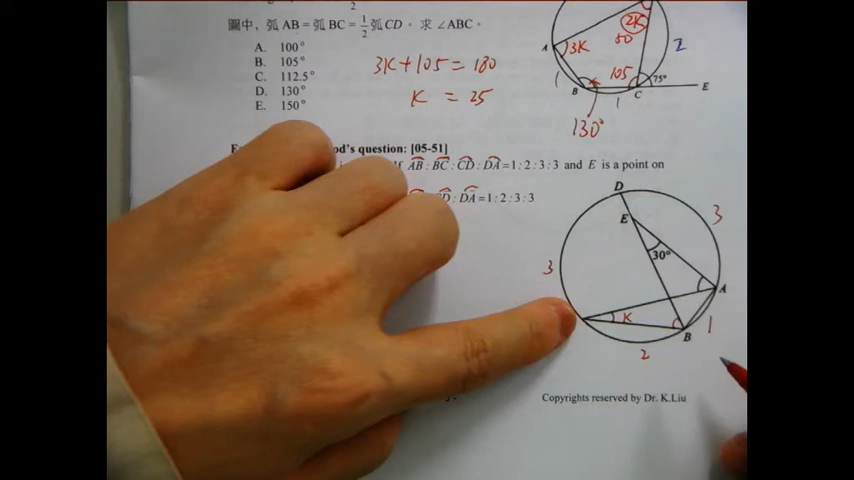 2
圖中，弧 AB = 弧 BC = 1/2 弧 CD。求 ∠ABC。
A. 100°
B. 105°
C. 112.5°
D. 130°
E. 150°
3K + 105 = 180
K = 25
A
3K
2K
50
2
1
B
105
C
75°
E
1
130°
od's question: [05-51]
AB : BC : CD : DA = 1 : 2 : 3 : 3 and E is a point on
D : DA = 1 : 2 : 3 : 3
D
E
30°
3
3
A
K
B
1
2
Copyrights reserved by Dr. K.Liu